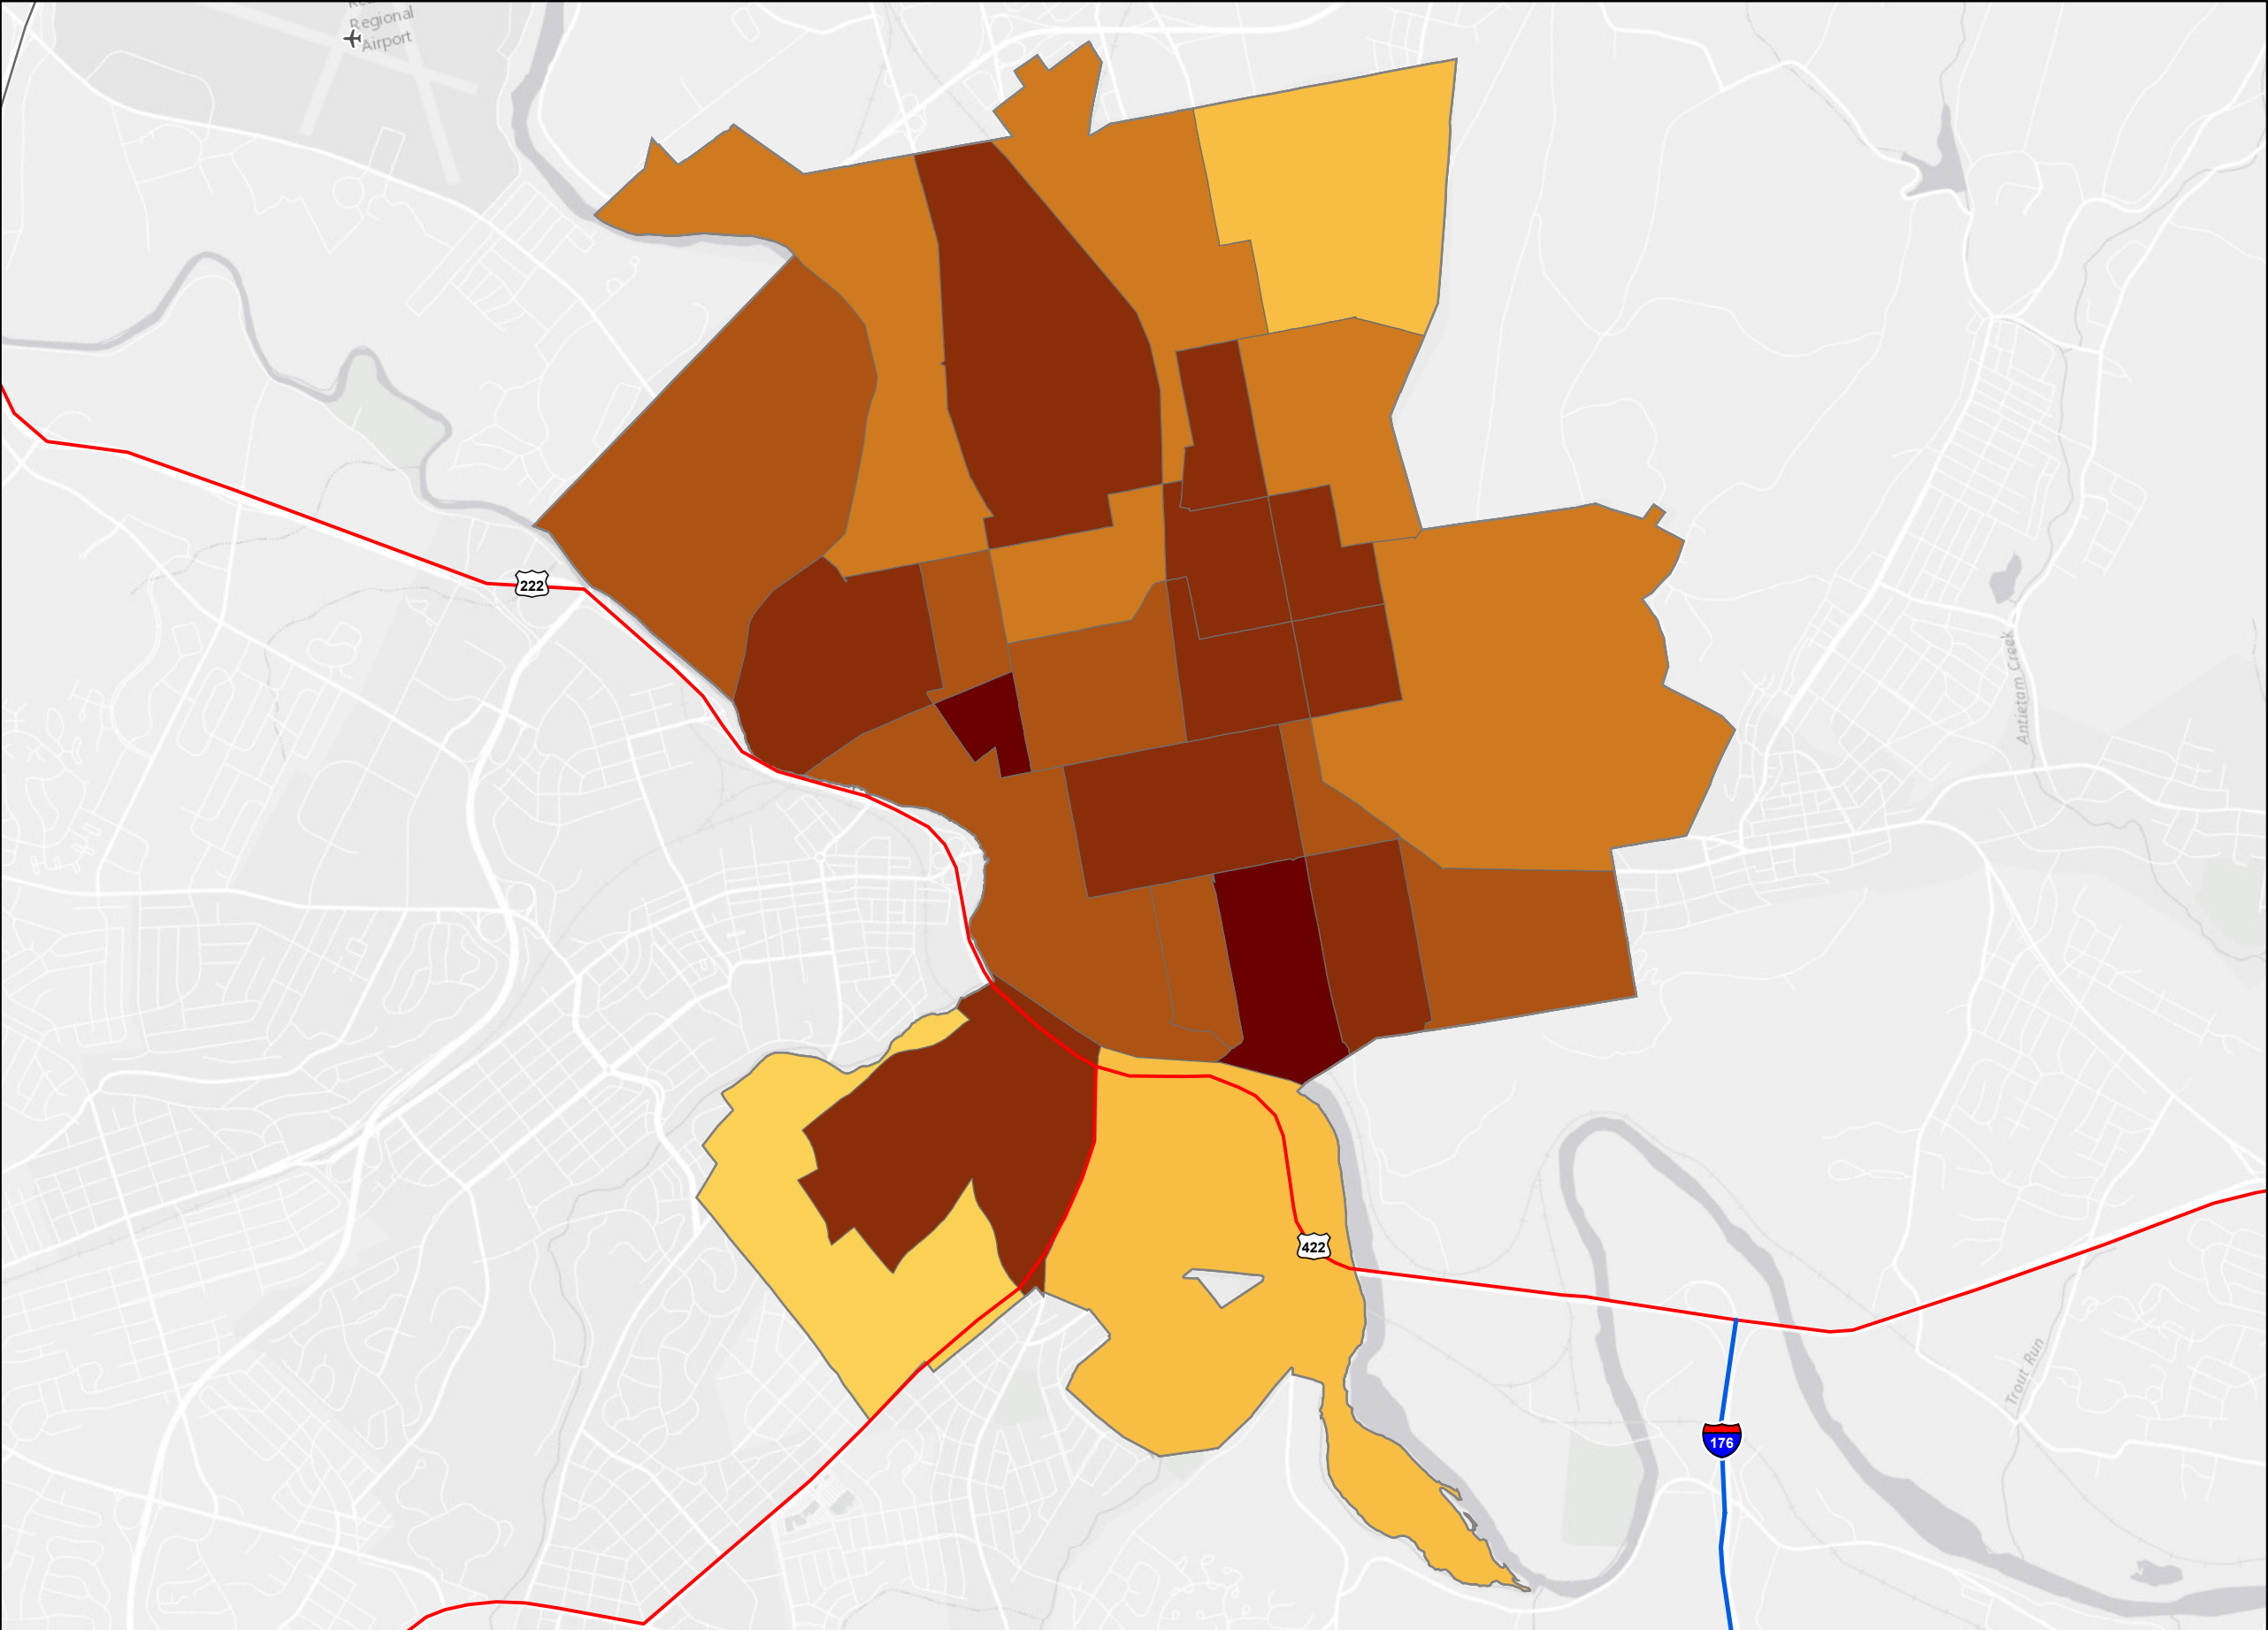 Regional
Airport
222
Antietam Creek
422
Trout Run
176